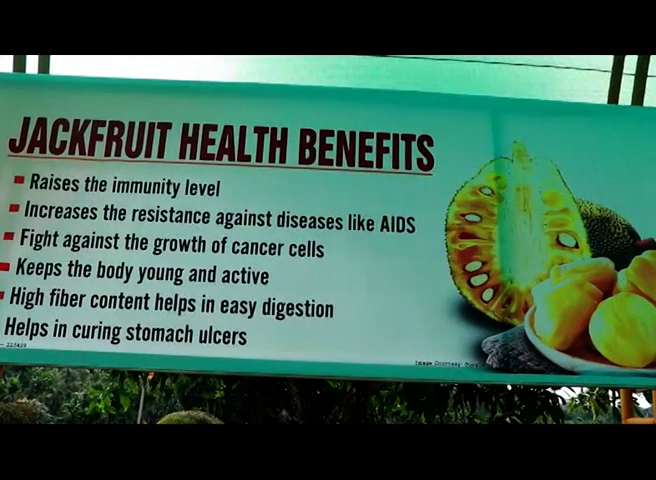 JACKFRUIT HEALTH BENEFITS
Raises the immunity level
Increases the resistance against diseases like AIDS
Fight against the growth of cancer cells
Keeps the body young and active
High fiber content helps in easy digestion
Helps in curing stomach ulcers
Image Courtesy